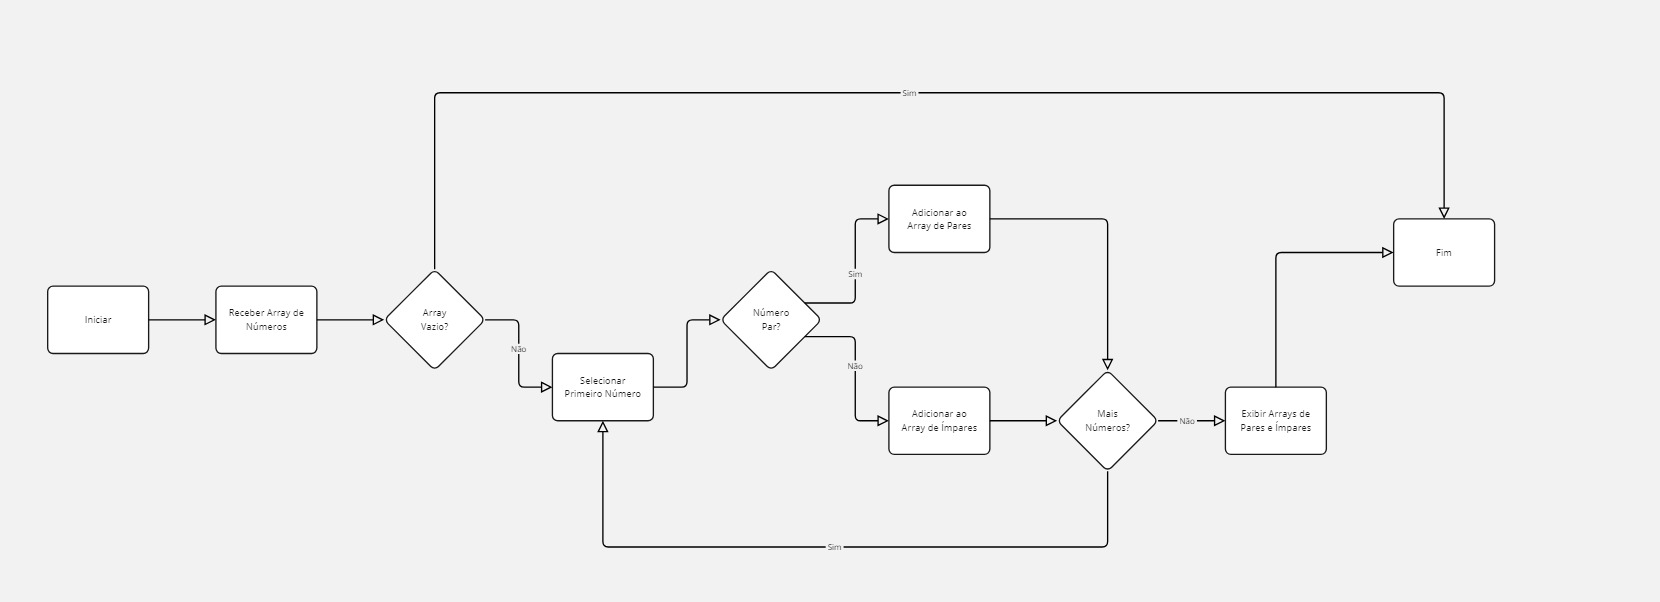 Sim
Iniciar
Receber Array de
Números
Array
Vazio?
Não
Selecionar
Primeiro Número
Número
Par?
Sim
Não
Adicionar ao
Array de Pares
Adicionar ao
Array de Ímpares
Mais
Números?
Sim
Não
Exibir Arrays de
Pares e Ímpares
Fim